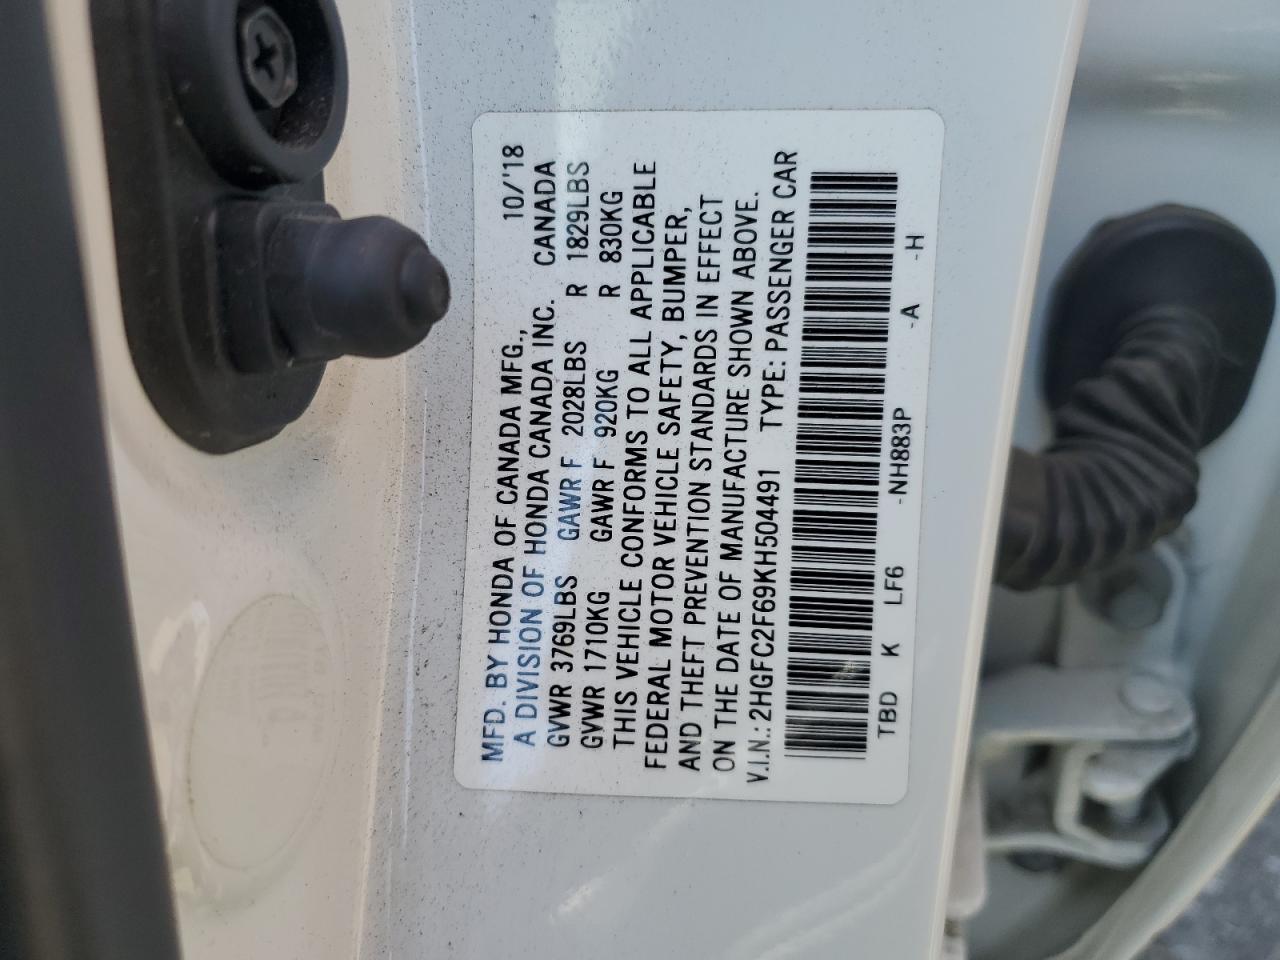 MFD. BY HONDA OF CANADA MFG., 10/'18
A DIVISION OF HONDA CANADA INC. CANADA
GVWR 3769LBS GAWR F 2028LBS R 1829LBS
GVWR 1710KG GAWR F 920KG R 830KG
THIS VEHICLE CONFORMS TO ALL APPLICABLE
FEDERAL MOTOR VEHICLE SAFETY, BUMPER,
AND THEFT PREVENTION STANDARDS IN EFFECT
ON THE DATE OF MANUFACTURE SHOWN ABOVE.
V.I.N.: 2HGFC2F69KH504491 TYPE: PASSENGER CAR
TBD K LF6 -NH883P -A -H